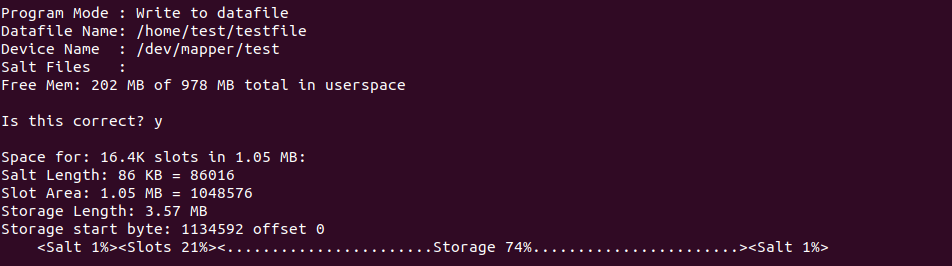 Program Mode : Write to datafile
Datafile Name: /home/test/testfile
Device Name  : /dev/mapper/test
Salt Files   :
Free Mem: 202 MB of 978 MB total in userspace
Is this correct? y
Space for: 16.4K slots in 1.05 MB:
Salt Length: 86 KB = 86016
Slot Area: 1.05 MB = 1048576
Storage Length: 3.57 MB
Storage start byte: 1134592 offset 0
<Salt 1%><Slots 21%><.......................Storage 74%.......................><Salt 1%>